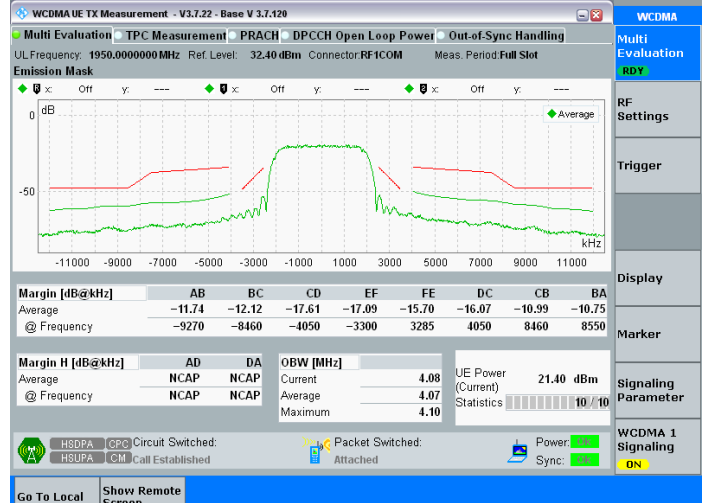 WCDMA UE TX Measurement - V3.7.22 - Base V 3.7.120
WCDMA
Multi Evaluation TPC Measurement PRACH DPCCH Open Loop Power Out-of-Sync Handling
UL Frequency: 1950.0000000 MHz Ref. Level: 32.40 dBm Connector:RF1COM Meas. Period:Full Slot
Emission Mask
R x: Off y: --- 1 x: Off y: --- 2 x: Off y: ---
dB
Average
0
-50
kHz
-11000 -9000 -7000 -5000 -3000 -1000 1000 3000 5000 7000 9000 11000
Margin [dB@kHz] AB BC CD EF FE DC CB BA
Average -11.74 -12.12 -17.61 -17.09 -15.70 -16.07 -10.99 -10.75
@ Frequency -9270 -8460 -4050 -3300 3285 4050 8460 8550
Margin H [dB@kHz] AD DA
Average NCAP NCAP
@ Frequency NCAP NCAP
OBW [MHz]
Current 4.08
Average 4.07
Maximum 4.10
UE Power
(Current) 21.40 dBm
Statistics 10 / 10
HSDPA CPC Circuit Switched:
HSUPA CM Call Established
Packet Switched:
Attached
Power: OK
Sync: OK
Multi
Evaluation
RDY
RF
Settings
Trigger
Display
Marker
Signaling
Parameter
WCDMA 1
Signaling
ON
Go To Local
Show Remote
Screen